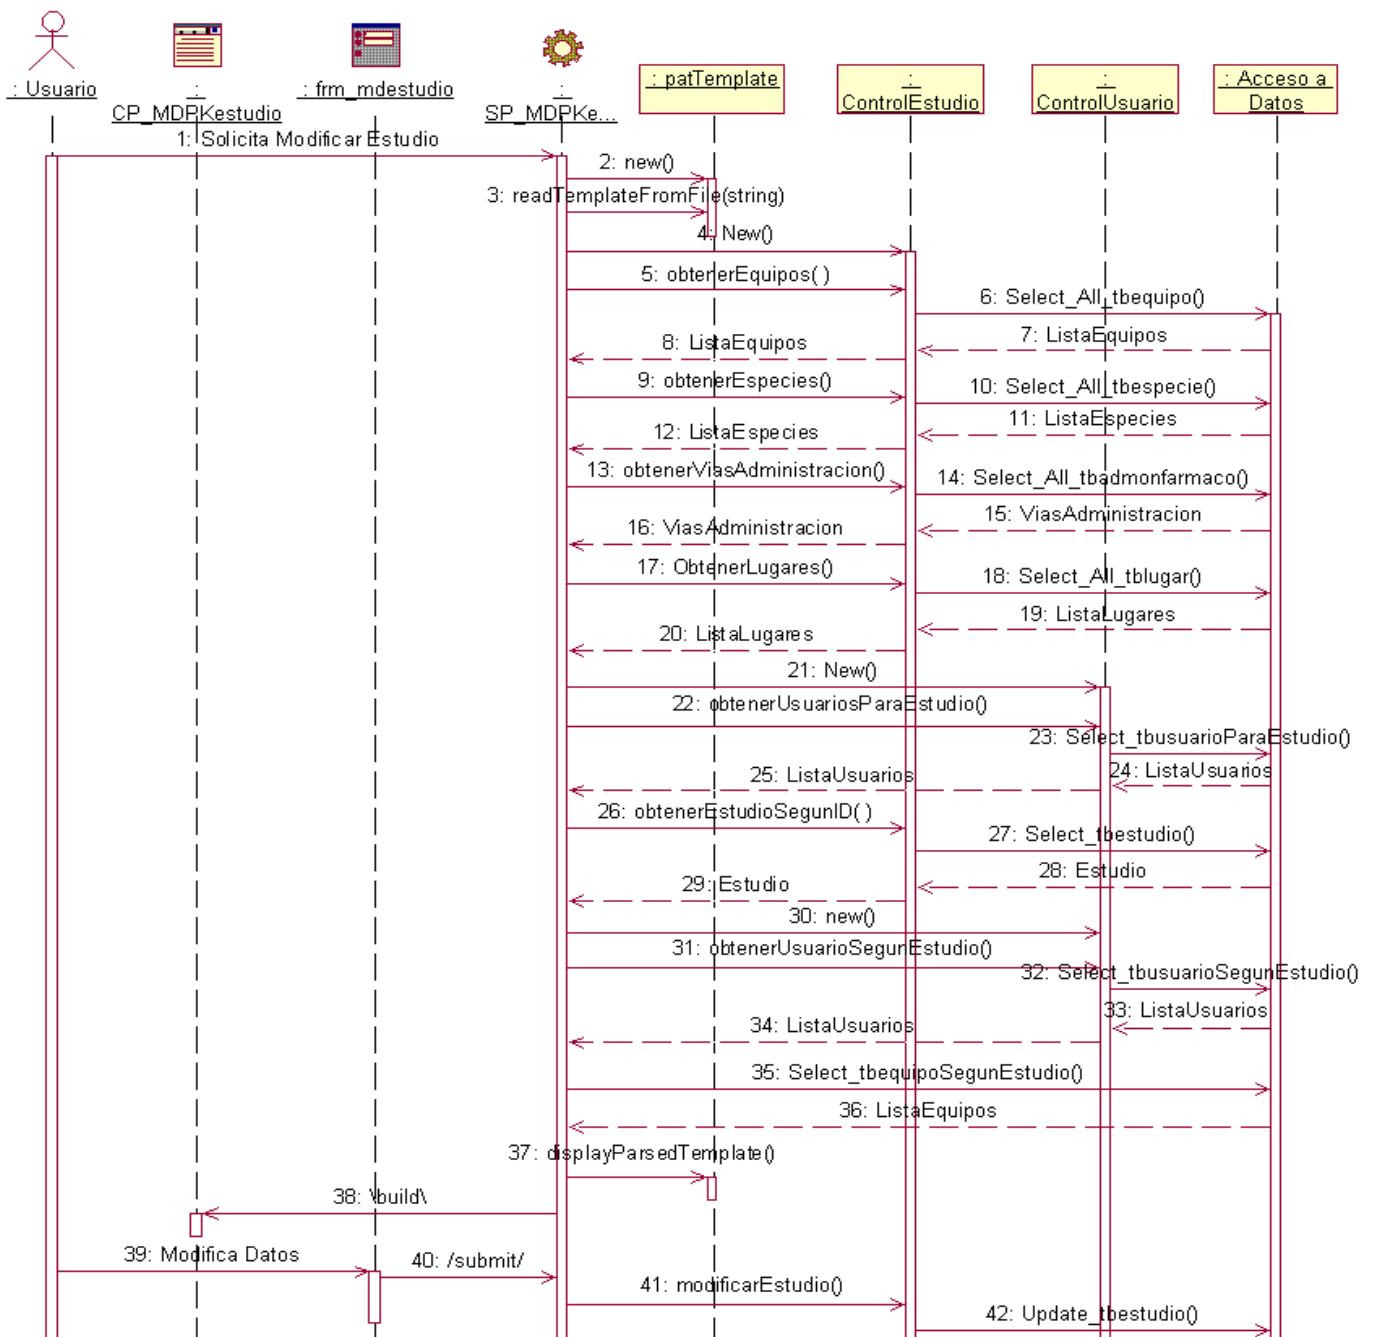 : Usuario
:
CP_MDPKestudio
: frm_mdestudio
:
SP_MDPKe...
: patTemplate
:
ControlEstudio
:
ControlUsuario
: Acceso a
Datos
1: Solicita Modificar Estudio
2: new()
3: readTemplateFromFile(string)
4: New()
5: obtenerEquipos( )
6: Select_All_tbequipo()
7: ListaEquipos
8: ListaEquipos
9: obtenerEspecies()
10: Select_All_tbespecie()
11: ListaEspecies
12: ListaEspecies
13: obtenerViasAdministracion()
14: Select_All_tbadmonfarmaco()
15: ViasAdministracion
16: ViasAdministracion
17: ObtenerLugares()
18: Select_All_tblugar()
19: ListaLugares
20: ListaLugares
21: New()
22: obtenerUsuariosParaEstudio()
23: Select_tbusuarioParaEstudio()
24: ListaUsuarios
25: ListaUsuarios
26: obtenerEstudioSegunID( )
27: Select_tbestudio()
28: Estudio
29: Estudio
30: new()
31: obtenerUsuarioSegunEstudio()
32: Select_tbusuarioSegunEstudio()
33: ListaUsuarios
34: ListaUsuarios
35: Select_tbequipoSegunEstudio()
36: ListaEquipos
37: displayParsedTemplate()
38: \build\
39: Modifica Datos
40: /submit/
41: modificarEstudio()
42: Update_tbestudio()